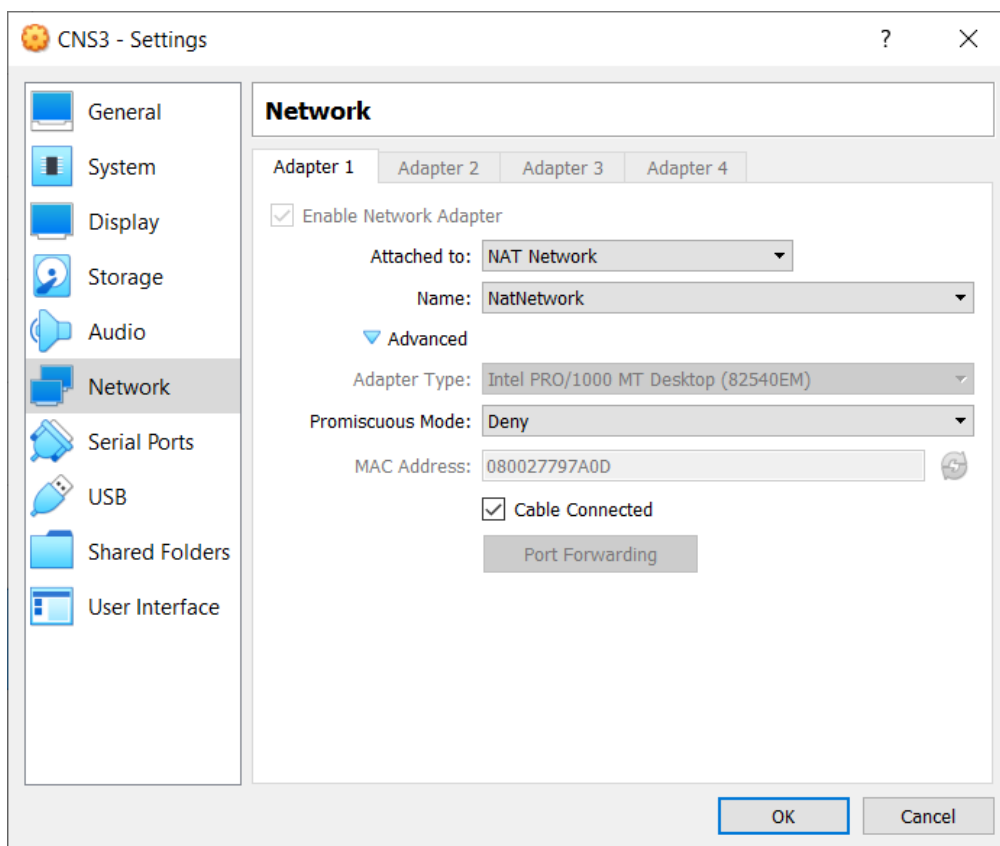 CNS3 - Settings ?
General
System
Display
Storage
Audio
Network
Serial Ports
USB
Shared Folders
User Interface
Network
Adapter 1 Adapter 2 Adapter 3 Adapter 4
Enable Network Adapter
Attached to: NAT Network
Name: NatNetwork
Advanced
Adapter Type: Intel PRO/1000 MT Desktop (82540EM)
Promiscuous Mode: Deny
MAC Address: 080027797A0D
Cable Connected
Port Forwarding
OK Cancel